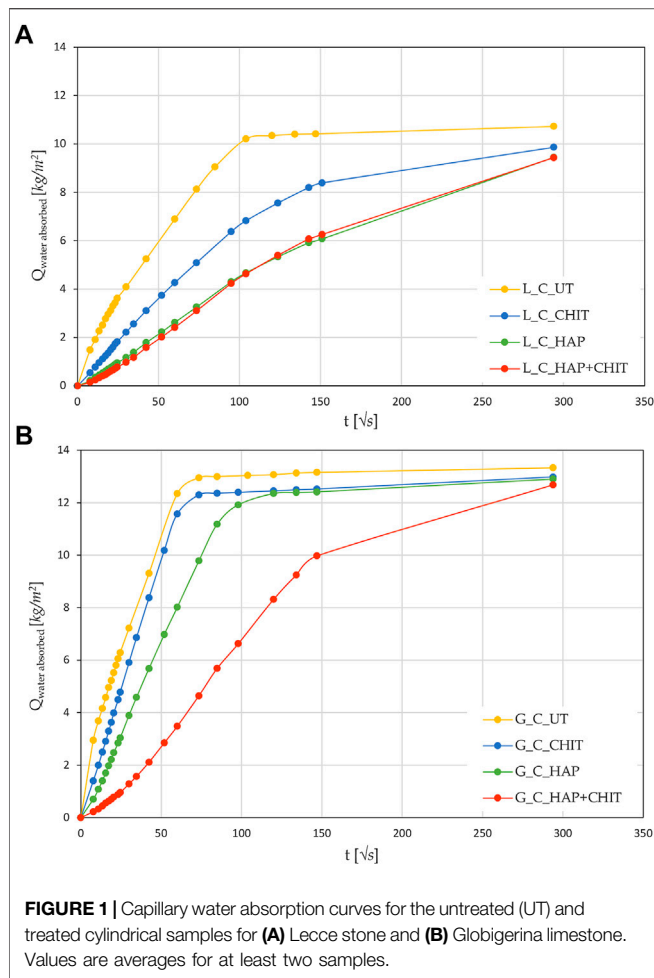 A
14
12
10
8
6
4
2
0
Q water absorbed [kg/m²]
L_C_UT
L_C_CHIT
L_C_HAP
L_C_HAP+CHIT
0 50 100 150 200 250 300 350
t [√s]
B
14
12
10
8
6
4
2
0
Q water absorbed [kg/m²]
G_C_UT
G_C_CHIT
G_C_HAP
G_C_HAP+CHIT
0 50 100 150 200 250 300 350
t [√s]
FIGURE 1 | Capillary water absorption curves for the untreated (UT) and
treated cylindrical samples for (A) Lecce stone and (B) Globigerina limestone.
Values are averages for at least two samples.